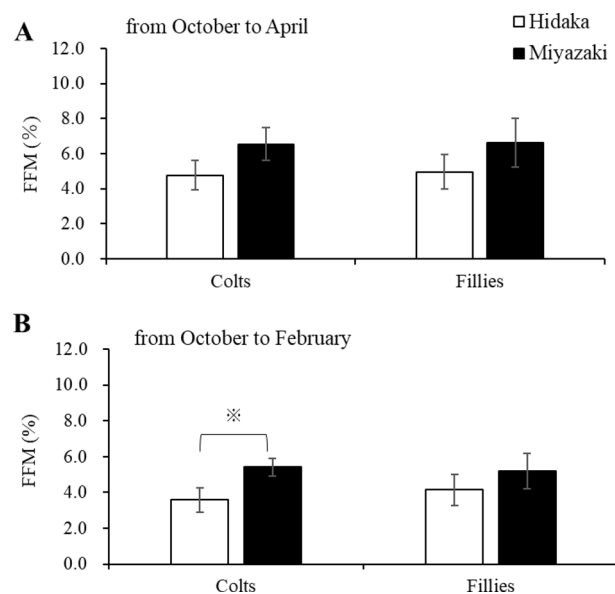 A
from October to April
Hidaka
Miyazaki
FFM (%)
12.0
10.0
8.0
6.0
4.0
2.0
0.0
Colts
Fillies
B
from October to February
FFM (%)
12.0
10.0
8.0
6.0
4.0
2.0
0.0
※
Colts
Fillies